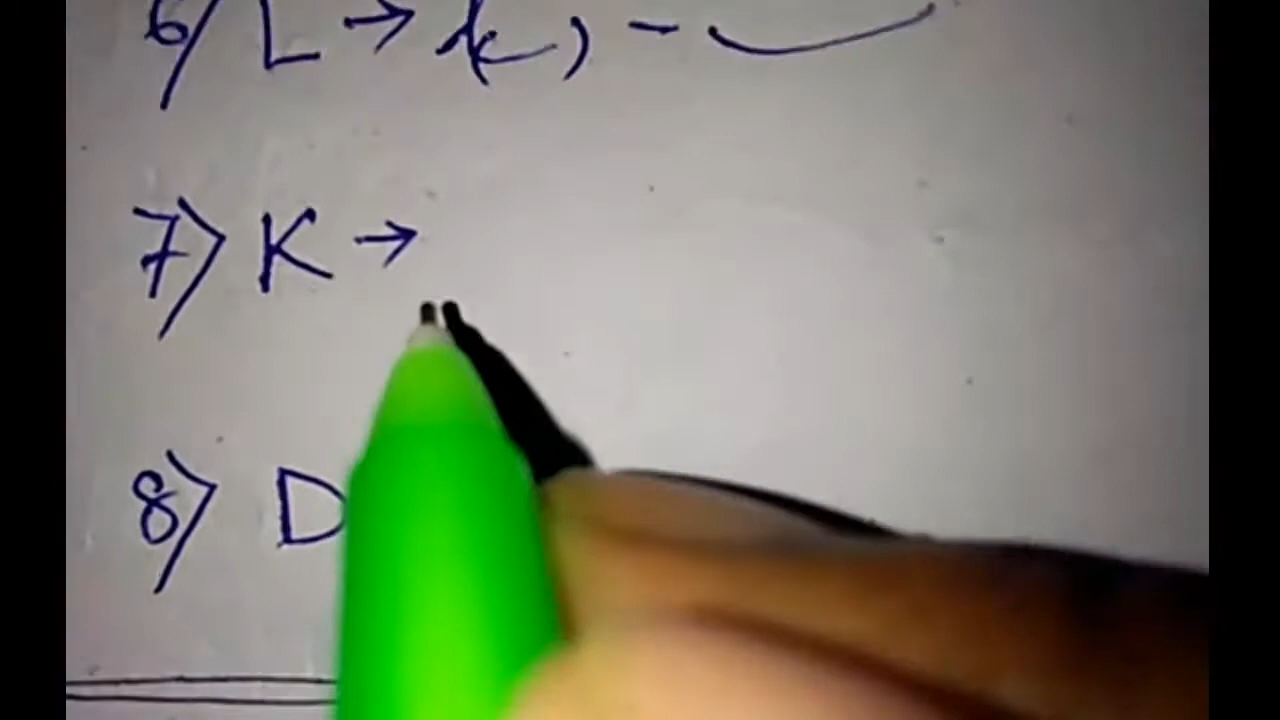 6) L →
7) K →
8) D